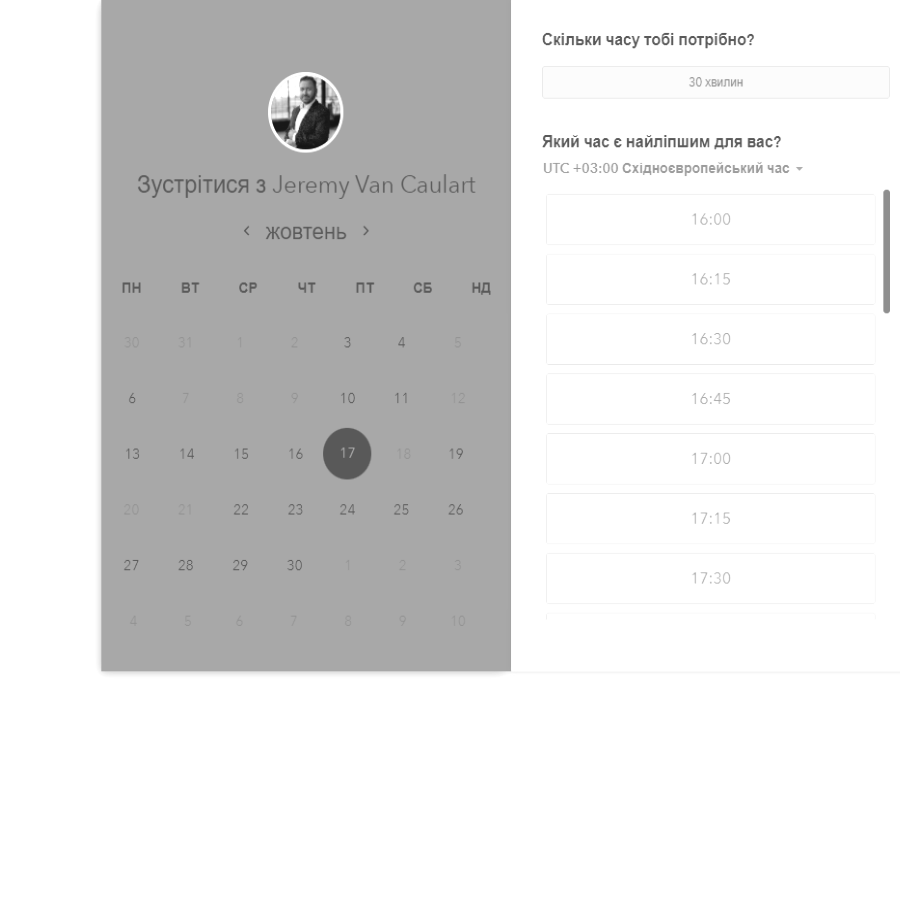 Зустрітися з Jeremy Van Caulart
жовтень
ПН ВТ СР ЧТ ПТ СБ НД
30 31 1 2 3 4 5
6 7 8 9 10 11 12
13 14 15 16 17 18 19
20 21 22 23 24 25 26
27 28 29 30 1 2 3
4 5 6 7 8 9 10
Скільки часу тобі потрібно?
30 хвилин
Який час є найліпшим для вас?
UTC +03:00 Східноєвропейський час
16:00
16:15
16:30
16:45
17:00
17:15
17:30